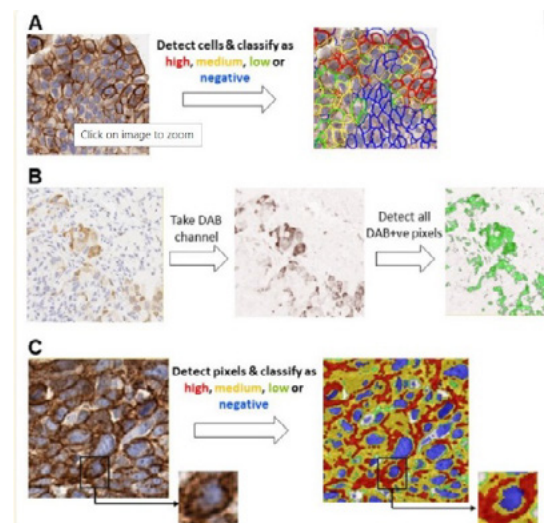 A
Detect cells & classify as
high, medium, low or
negative
Click on image to zoom
B
Take DAB
channel
Detect all
DAB+ve pixels
C
Detect pixels & classify as
high, medium, low or
negative